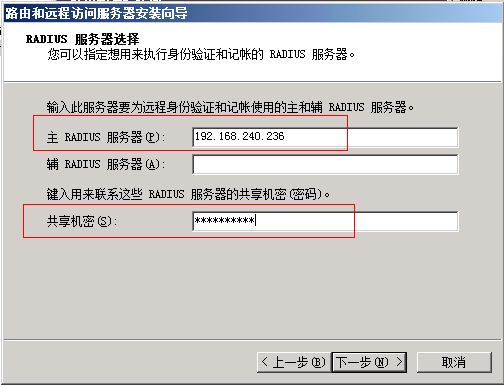 路由和远程访问服务器安装向导
RADIUS 服务器选择
您可以指定想用来执行身份验证和记帐的 RADIUS 服务器。
输入此服务器要为远程身份验证和记帐使用的主和辅 RADIUS 服务器。
主 RADIUS 服务器(P): 192.168.240.236
辅 RADIUS 服务器(A):
键入用来联系这些 RADIUS 服务器的共享机密(密码)。
共享机密(S): **********
< 上一步(B) 下一步(N) > 取消